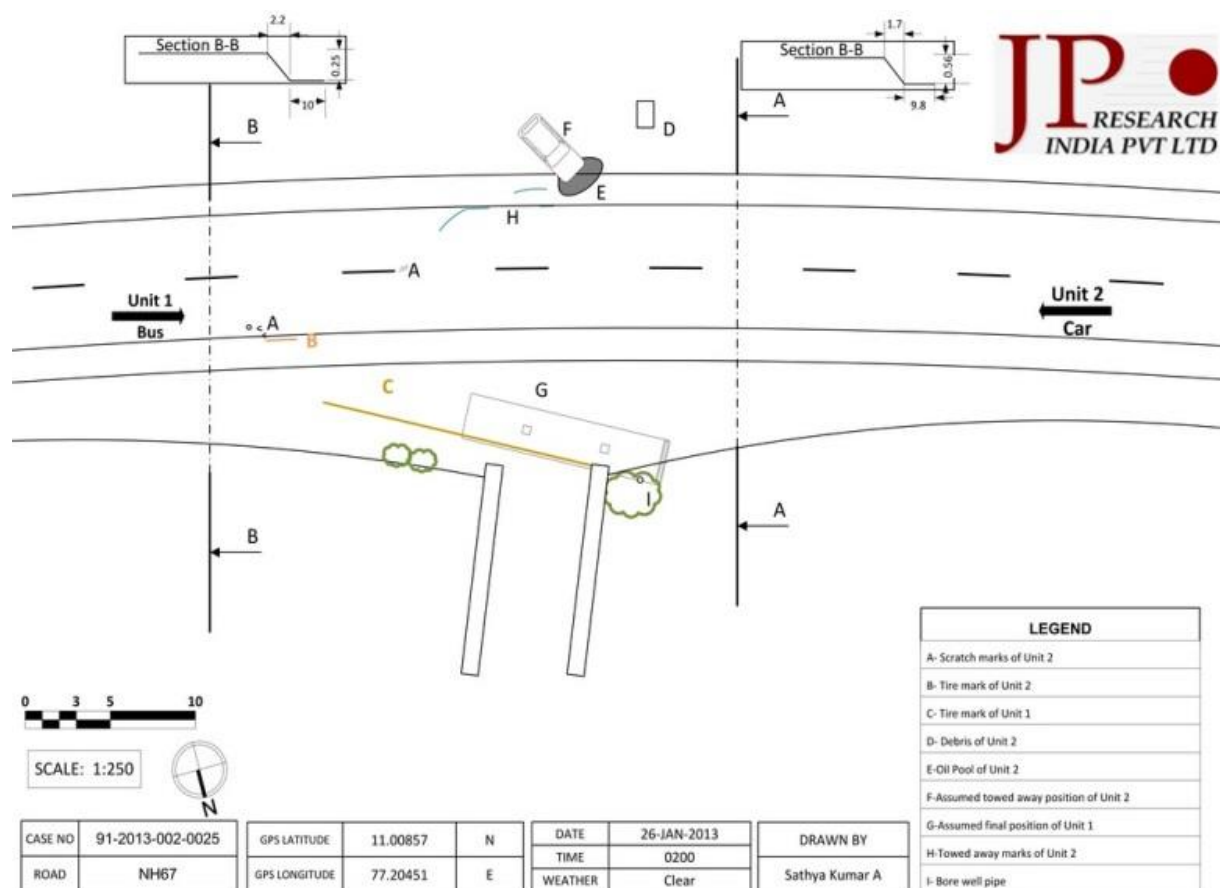 2.2
Section B-B
0.25
10
1.7
Section B-B
0.56
9.8
JP
RESEARCH
INDIA PVT LTD
B
F
D
A
E
H
A
Unit 1
Bus
A
B
Unit 2
Car
C
G
I
B
A
LEGEND
A- Scratch marks of Unit 2
B- Tire mark of Unit 2
C- Tire mark of Unit 1
D- Debris of Unit 2
E-Oil Pool of Unit 2
F-Assumed towed away position of Unit 2
G-Assumed final position of Unit 1
H-Towed away marks of Unit 2
I- Bore well pipe
0 3 5 10
SCALE: 1:250
N
CASE NO 91-2013-002-0025
ROAD NH67
GPS LATITUDE 11.00857 N
GPS LONGITUDE 77.20451 E
DATE 26-JAN-2013
TIME 0200
WEATHER Clear
DRAWN BY
Sathya Kumar A